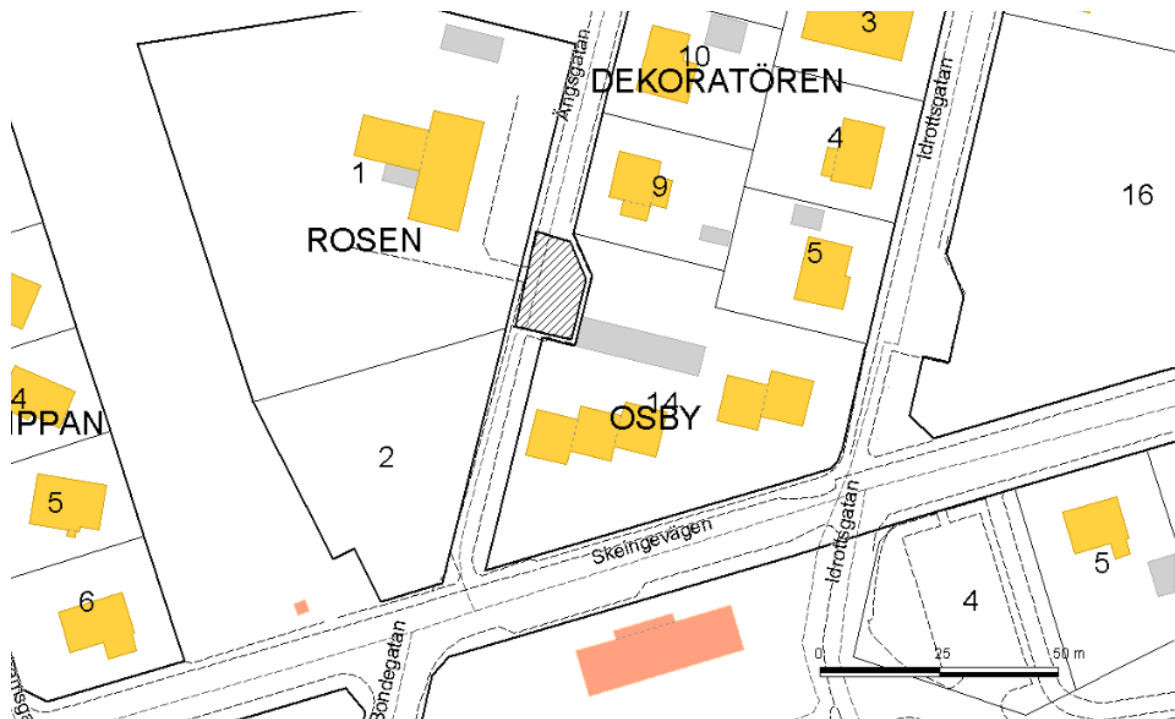 3
10
Ängsgatan
DEKORATÖREN
Idrottsgatan
4
1
9
16
ROSEN
5
4
IPPAN
14
OSBY
2
5
Skeingevägen
Idrottsgatan
5
6
4
Bondegatan
0 25 50 m